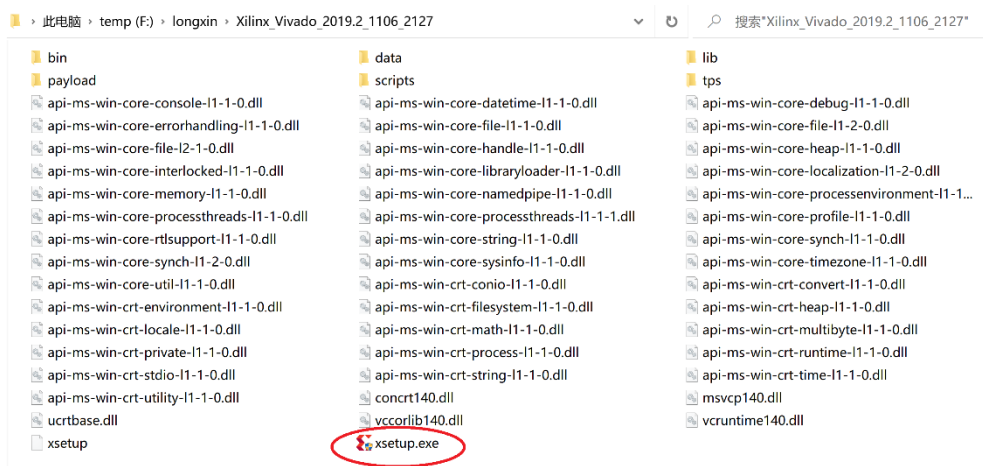 此电脑 › temp (F:) › longxin › Xilinx_Vivado_2019.2_1106_2127 搜索"Xilinx_Vivado_2019.2_1106_2127"
bin data lib
payload scripts tps
api-ms-win-core-console-l1-1-0.dll api-ms-win-core-datetime-l1-1-0.dll api-ms-win-core-debug-l1-1-0.dll
api-ms-win-core-errorhandling-l1-1-0.dll api-ms-win-core-file-l1-1-0.dll api-ms-win-core-file-l1-2-0.dll
api-ms-win-core-file-l2-1-0.dll api-ms-win-core-handle-l1-1-0.dll api-ms-win-core-heap-l1-1-0.dll
api-ms-win-core-interlocked-l1-1-0.dll api-ms-win-core-libraryloader-l1-1-0.dll api-ms-win-core-localization-l1-2-0.dll
api-ms-win-core-memory-l1-1-0.dll api-ms-win-core-namedpipe-l1-1-0.dll api-ms-win-core-processenvironment-l1-1...
api-ms-win-core-processthreads-l1-1-0.dll api-ms-win-core-processthreads-l1-1-1.dll api-ms-win-core-profile-l1-1-0.dll
api-ms-win-core-rtlsupport-l1-1-0.dll api-ms-win-core-string-l1-1-0.dll api-ms-win-core-synch-l1-1-0.dll
api-ms-win-core-synch-l1-2-0.dll api-ms-win-core-sysinfo-l1-1-0.dll api-ms-win-core-timezone-l1-1-0.dll
api-ms-win-core-util-l1-1-0.dll api-ms-win-crt-conio-l1-1-0.dll api-ms-win-crt-convert-l1-1-0.dll
api-ms-win-crt-environment-l1-1-0.dll api-ms-win-crt-filesystem-l1-1-0.dll api-ms-win-crt-heap-l1-1-0.dll
api-ms-win-crt-locale-l1-1-0.dll api-ms-win-crt-math-l1-1-0.dll api-ms-win-crt-multibyte-l1-1-0.dll
api-ms-win-crt-private-l1-1-0.dll api-ms-win-crt-process-l1-1-0.dll api-ms-win-crt-runtime-l1-1-0.dll
api-ms-win-crt-stdio-l1-1-0.dll api-ms-win-crt-string-l1-1-0.dll api-ms-win-crt-time-l1-1-0.dll
api-ms-win-crt-utility-l1-1-0.dll concrt140.dll msvcp140.dll
ucrtbase.dll vccorlib140.dll vcruntime140.dll
xsetup xsetup.exe